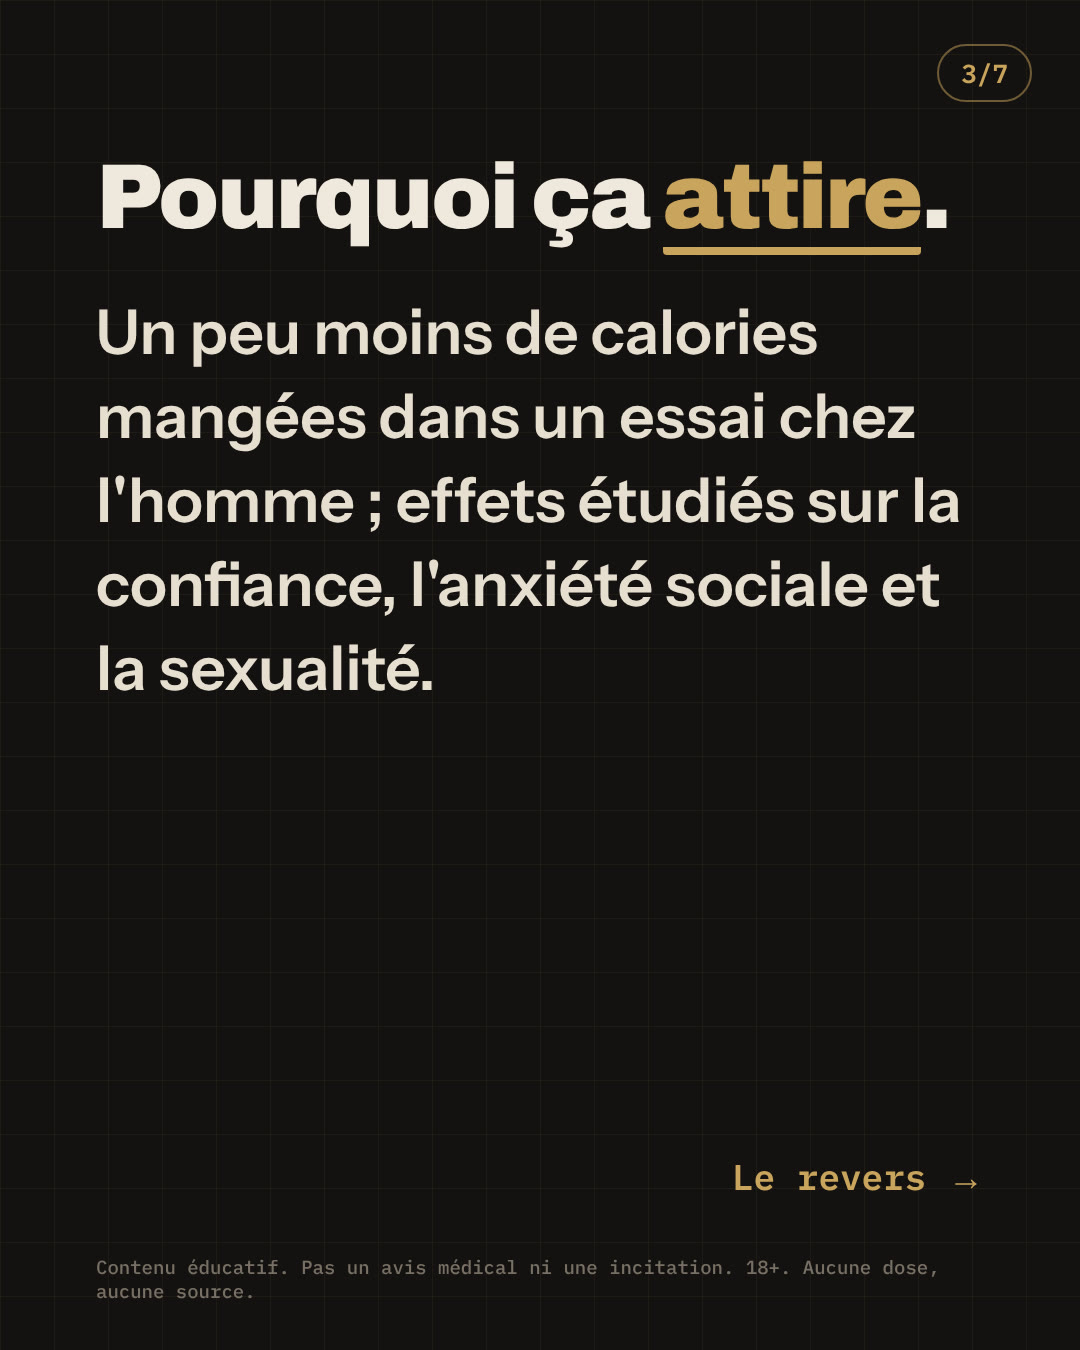 3/7
Pourquoi ça attire.
Un peu moins de calories
mangées dans un essai chez
l'homme ; effets étudiés sur la
confiance, l'anxiété sociale et
la sexualité.
Le revers →
Contenu éducatif. Pas un avis médical ni une incitation. 18+. Aucune dose,
aucune source.